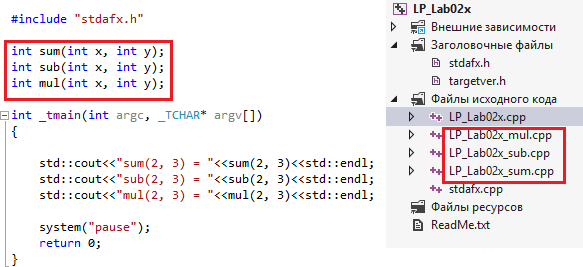 #include "stdafx.h"
int sum(int x, int y);
int sub(int x, int y);
int mul(int x, int y);
int _tmain(int argc, _TCHAR* argv[])
{
std::cout<<"sum(2, 3) = "<<sum(2, 3)<<std::endl;
std::cout<<"sub(2, 3) = "<<sub(2, 3)<<std::endl;
std::cout<<"mul(2, 3) = "<<mul(2, 3)<<std::endl;
system("pause");
return 0;
}
LP_Lab02x
Внешние зависимости
Заголовочные файлы
stdafx.h
targetver.h
Файлы исходного кода
LP_Lab02x.cpp
LP_Lab02x_mul.cpp
LP_Lab02x_sub.cpp
LP_Lab02x_sum.cpp
stdafx.cpp
Файлы ресурсов
ReadMe.txt